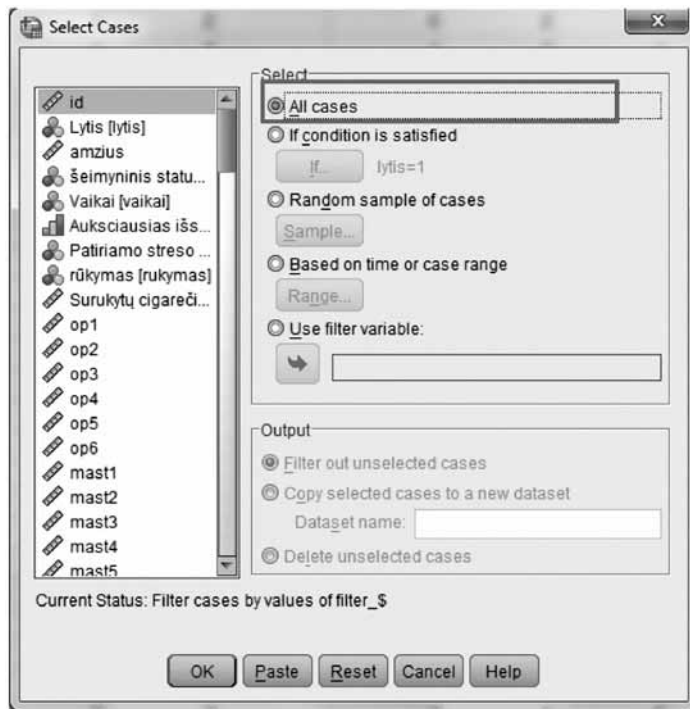 Select Cases
id
Lytis [lytis]
amzius
šeimyninis statu...
Vaikai [vaikai]
Auksciausias išs...
Patiriamo streso ...
rūkymas [rukymas]
Surukytų cigareči...
op1
op2
op3
op4
op5
op6
mast1
mast2
mast3
mast4
mast5
Select
All cases
If condition is satisfied
If... lytis=1
Random sample of cases
Sample...
Based on time or case range
Range...
Use filter variable:
Output
Filter out unselected cases
Copy selected cases to a new dataset
Dataset name:
Delete unselected cases
Current Status: Filter cases by values of filter_$
OK Paste Reset Cancel Help